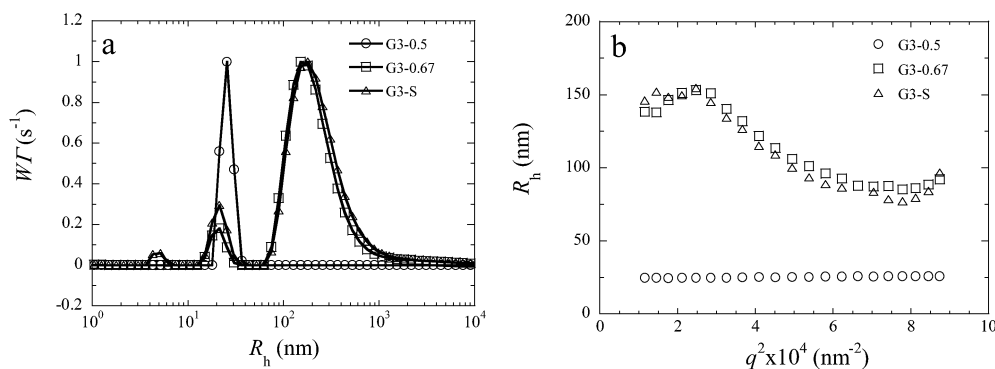 a
G3-0.5
G3-0.67
G3-S
1.2
1
0.8
0.6
0.4
0.2
0
-0.2
WΓ (s⁻¹)
10⁰ 10¹ 10² 10³ 10⁴
Rₕ (nm)
b
G3-0.5
G3-0.67
G3-S
200
150
100
50
0
Rₕ (nm)
0 2 4 6 8 10
q²x10⁴ (nm⁻²)